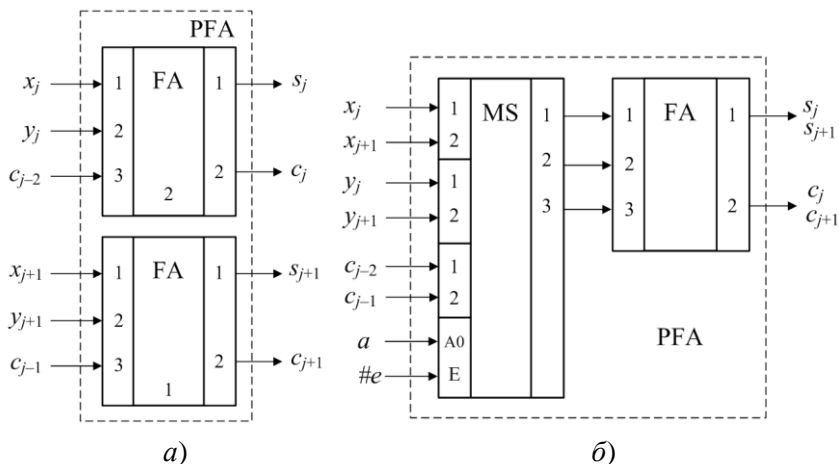 PFA
x_j 1 FA 1 s_j
y_j 2
c_{j–2} 3 2 c_j
2
x_{j+1} 1 FA 1 s_{j+1}
y_{j+1} 2
c_{j–1} 3 2 c_{j+1}
1
а)
x_j 1 MS 1 1 FA 1 s_j
x_{j+1} 2 s_{j+1}
y_j 1 2 2
y_{j+1} 2 3 3 2 c_j
c_{j+1}
c_{j–2} 1
c_{j–1} 2
a A0 PFA
#e E
б)